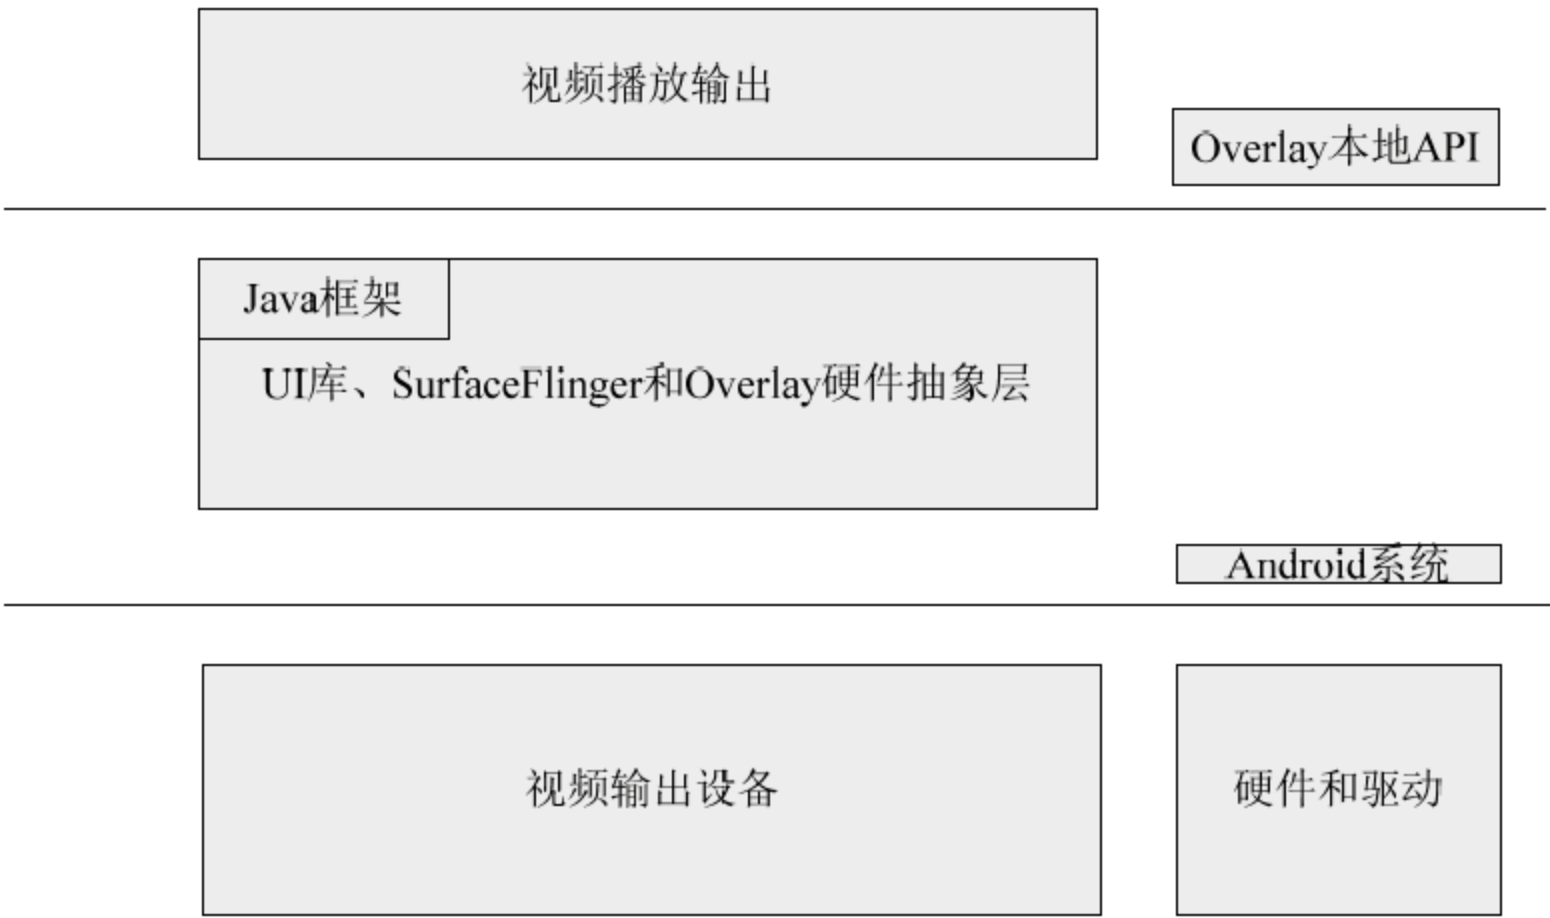 视频播放输出
Overlay本地API
Java框架
UI库、SurfaceFlinger和Overlay硬件抽象层
Android系统
视频输出设备
硬件和驱动